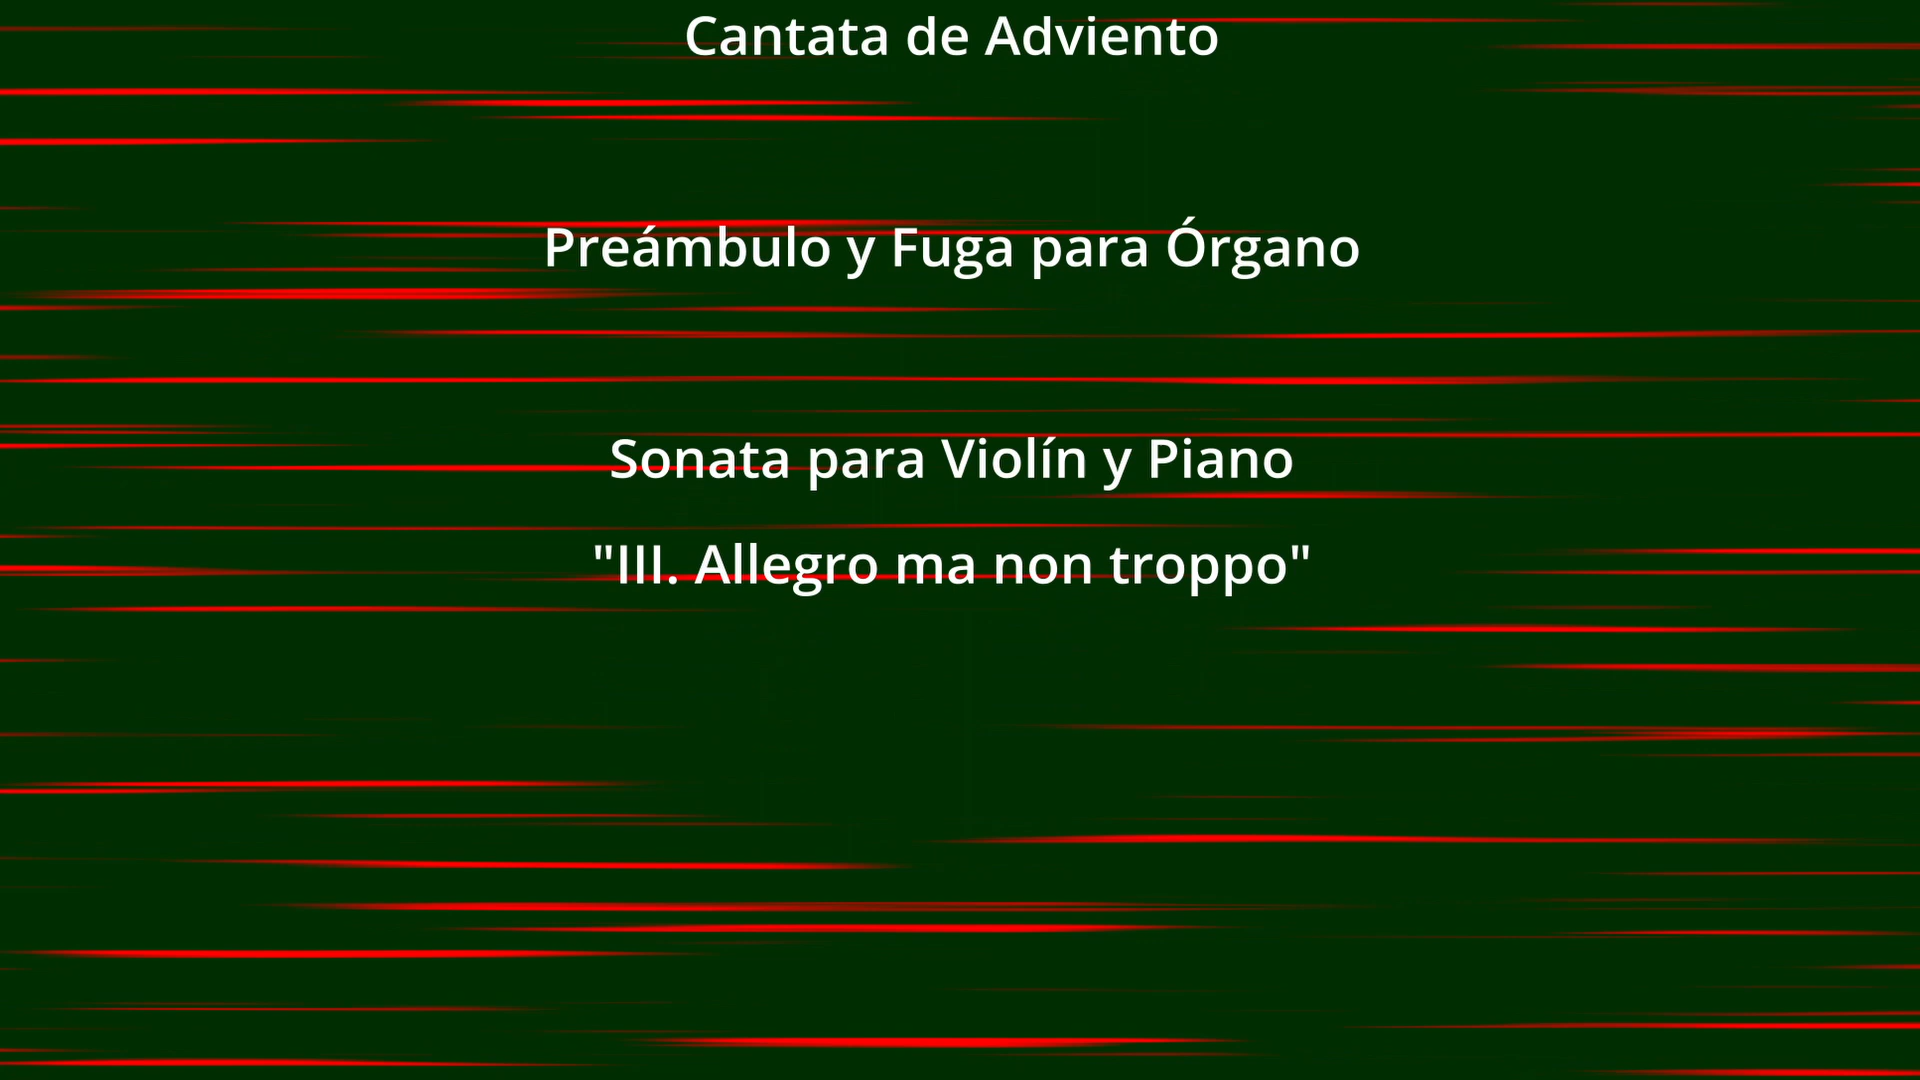 Cantata de Adviento
Preámbulo y Fuga para Órgano
Sonata para Violín y Piano
"III. Allegro ma non troppo"